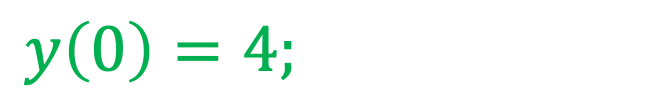 y(0) = 4;